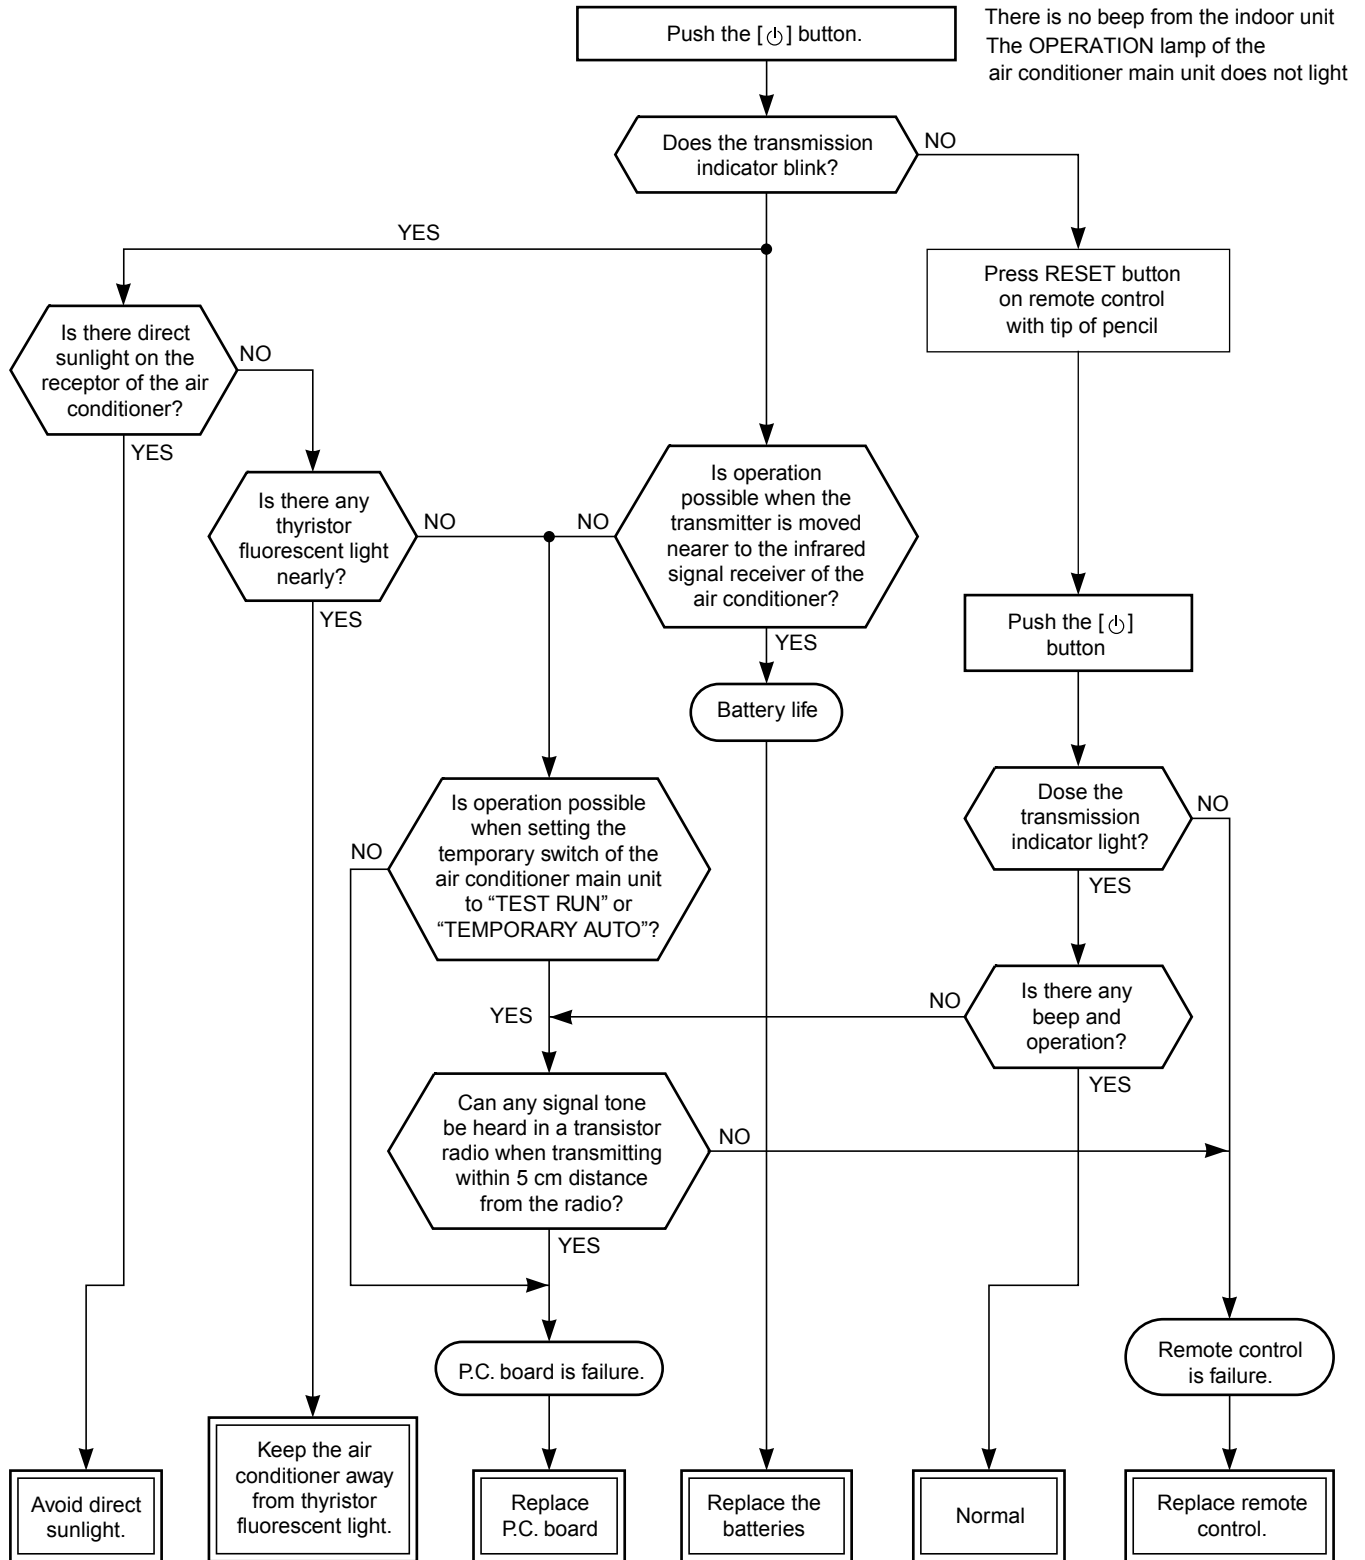 Push the [⏻] button.
There is no beep from the indoor unit
The OPERATION lamp of the
air conditioner main unit does not light
Does the transmission
indicator blink?
NO
YES
Press RESET button
on remote control
with tip of pencil
Is there direct
sunlight on the
receptor of the air
conditioner?
NO
YES
Is there any
thyristor
fluorescent light
nearly?
NO
YES
NO
Is operation
possible when the
transmitter is moved
nearer to the infrared
signal receiver of the
air conditioner?
YES
Push the [⏻]
button
Battery life
Is operation possible
when setting the
temporary switch of the
air conditioner main unit
to “TEST RUN” or
“TEMPORARY AUTO”?
NO
YES
Dose the
transmission
indicator light?
NO
YES
Is there any
beep and
operation?
NO
YES
Can any signal tone
be heard in a transistor
radio when transmitting
within 5 cm distance
from the radio?
NO
YES
P.C. board is failure.
Remote control
is failure.
Avoid direct
sunlight.
Keep the air
conditioner away
from thyristor
fluorescent light.
Replace
P.C. board
Replace the
batteries
Normal
Replace remote
control.